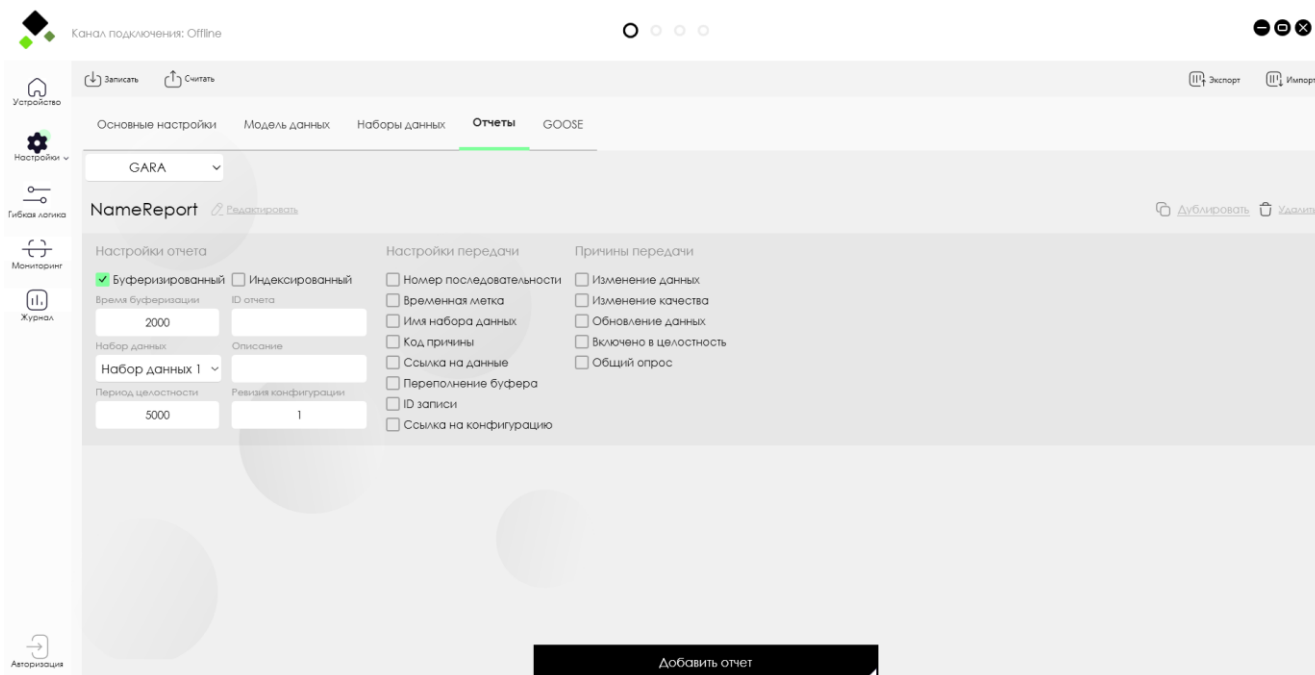 Канал подключения: Offline
Записать
Считать
Экспорт
Импорт
Устройство
Настройки
Гибкая логика
Мониторинг
Журнал
Авторизация
Основные настройки
Модель данных
Наборы данных
Отчеты
GOOSE
GARA
NameReport
Редактировать
Дублировать
Удалить
Настройки отчета
Буферизированный
Индексированный
Время буферизации
ID отчета
2000
Набор данных
Описание
Набор данных 1
Период целостности
Ревизия конфигурации
5000
1
Настройки передачи
Номер последовательности
Временная метка
Имя набора данных
Код причины
Ссылка на данные
Переполнение буфера
ID записи
Ссылка на конфигурацию
Причины передачи
Изменение данных
Изменение качества
Обновление данных
Включено в целостность
Общий опрос
Добавить отчет